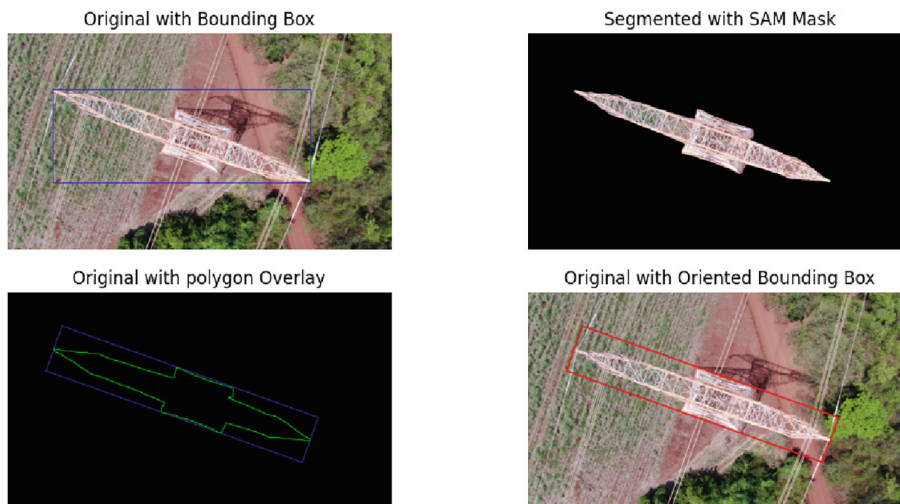 Original with Bounding Box
Segmented with SAM Mask
Original with polygon Overlay
Original with Oriented Bounding Box